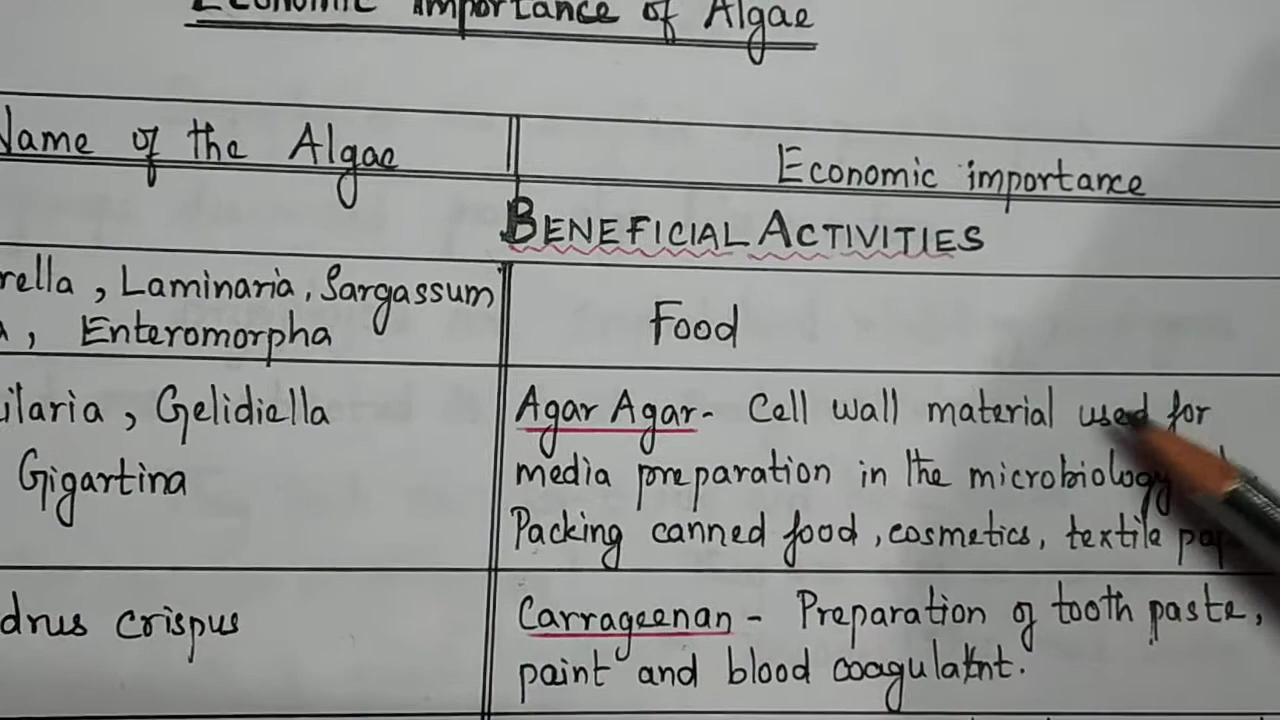 Economic importance of Algae
Name of the Algae
Economic importance
BENEFICIAL ACTIVITIES
rella, Laminaria, Sargassum
a, Enteromorpha
Food
ilaria, Gelidiella
Gigartina
Agar Agar- Cell wall material used for
media preparation in the microbiology
Packing canned food, cosmetics, textile
drus crispus
Carrageenan - Preparation of tooth paste,
paint and blood coagulant.